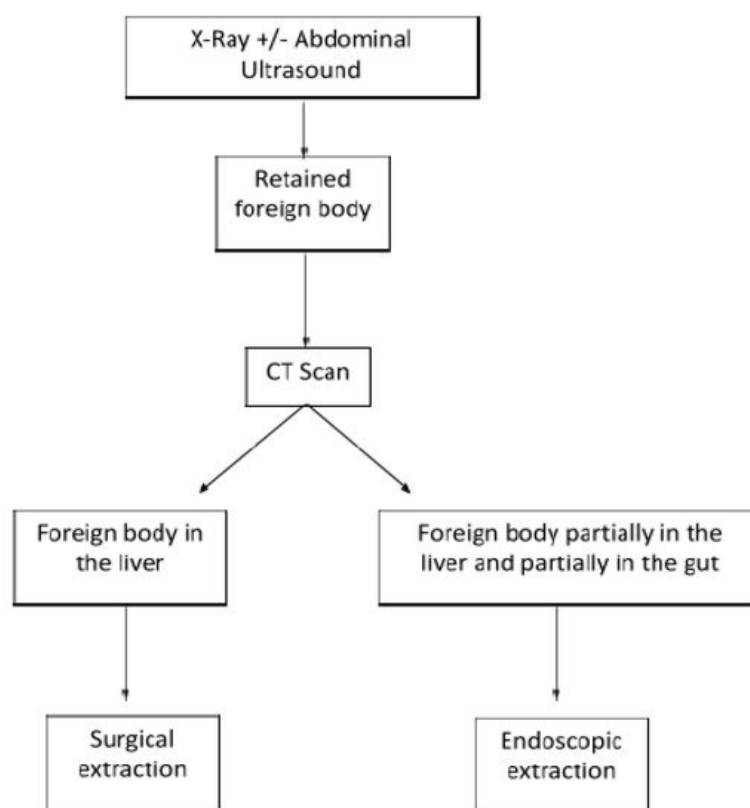 X-Ray +/- Abdominal
Ultrasound
Retained
foreign body
CT Scan
Foreign body in
the liver
Foreign body partially in the
liver and partially in the gut
Surgical
extraction
Endoscopic
extraction